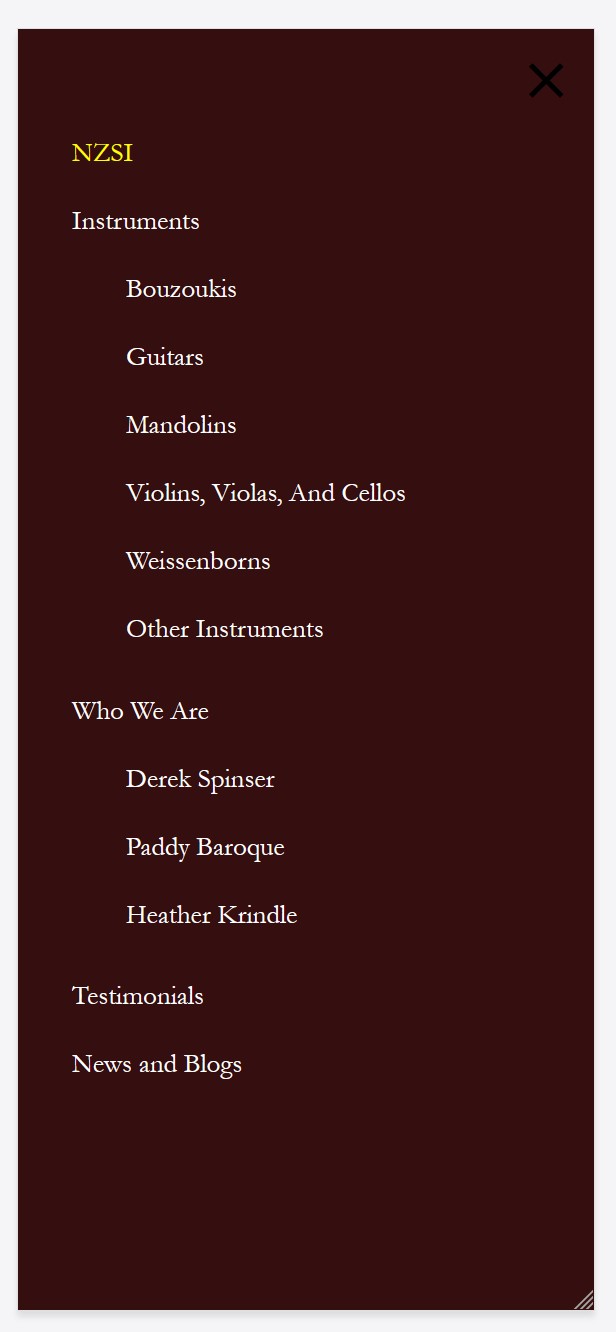 NZSI
Instruments
Bouzoukis
Guitars
Mandolins
Violins, Violas, And Cellos
Weissenborns
Other Instruments
Who We Are
Derek Spinser
Paddy Baroque
Heather Krindle
Testimonials
News and Blogs